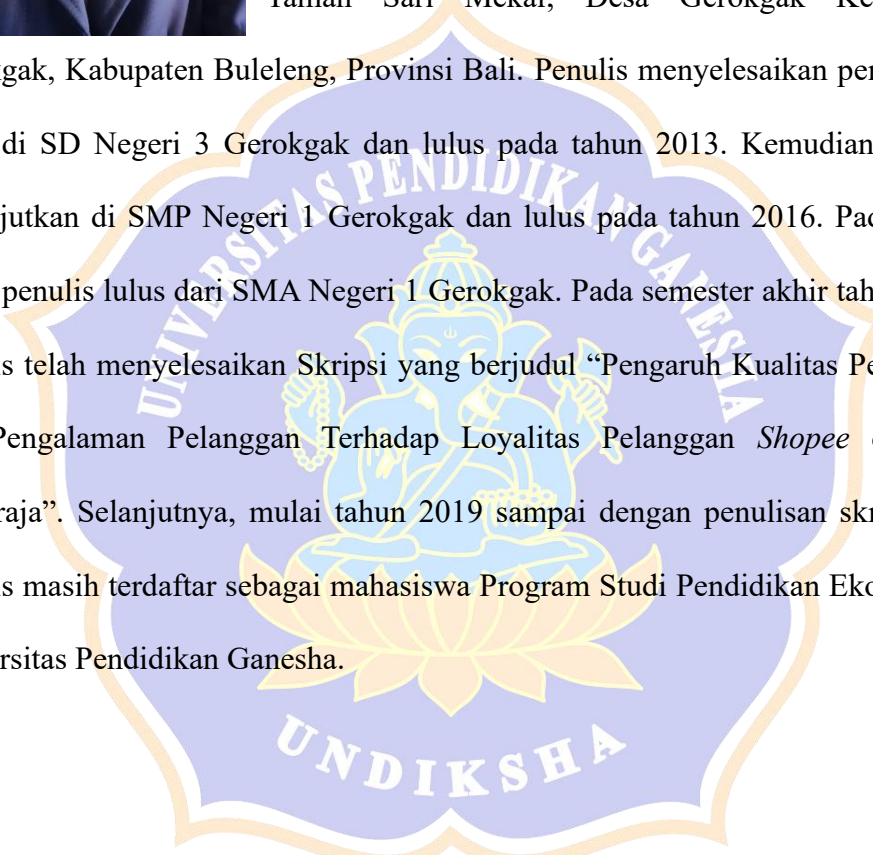 Taman Sari Mekar, Desa Gerokgak Ke
gak, Kabupaten Buleleng, Provinsi Bali. Penulis menyelesaikan pen
di SD Negeri 3 Gerokgak dan lulus pada tahun 2013. Kemudian
jutkan di SMP Negeri 1 Gerokgak dan lulus pada tahun 2016. Pad
penulis lulus dari SMA Negeri 1 Gerokgak. Pada semester akhir tah
s telah menyelesaikan Skripsi yang berjudul “Pengaruh Kualitas Pe
Pengalaman Pelanggan Terhadap Loyalitas Pelanggan Shopee
raja”. Selanjutnya, mulai tahun 2019 sampai dengan penulisan skr
s masih terdaftar sebagai mahasiswa Program Studi Pendidikan Eko
rsitas Pendidikan Ganesha.
UNIVERSITAS PENDIDIKAN GANESHA
UNDIKSHA